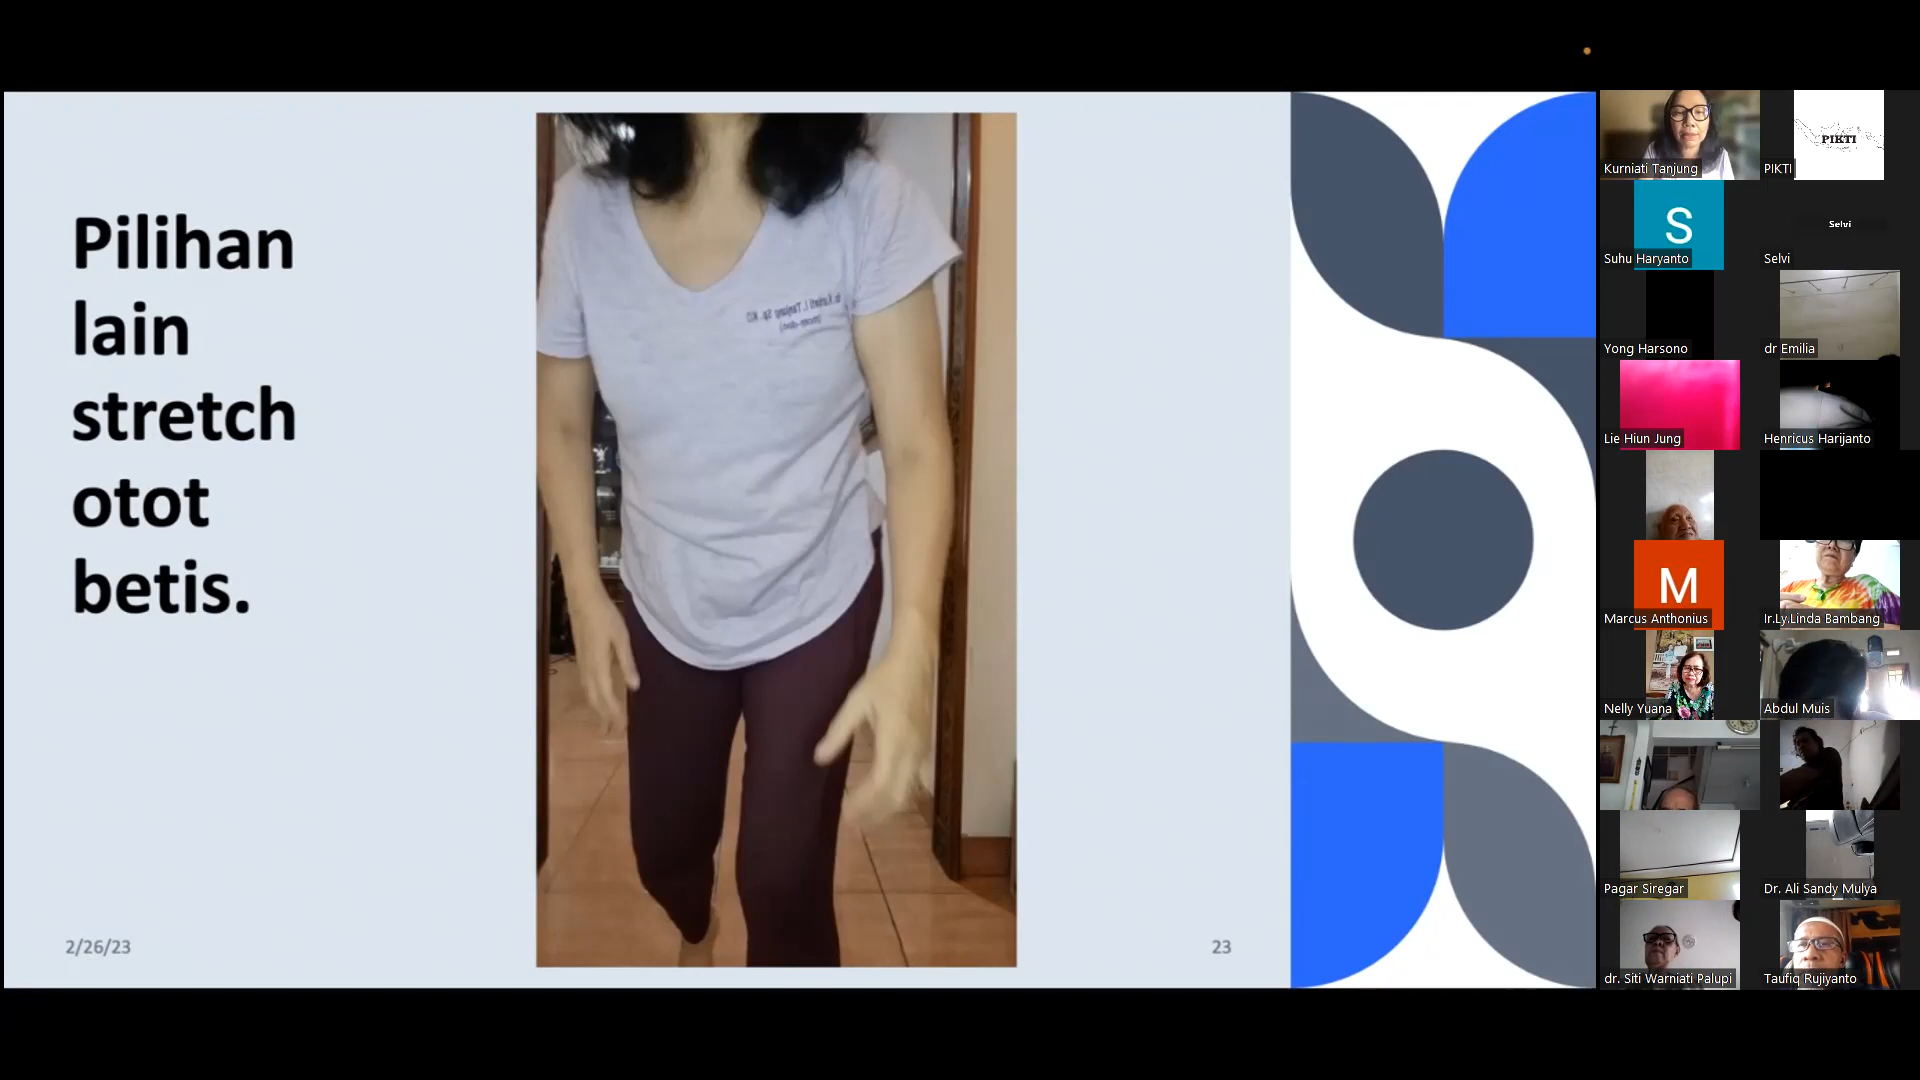 Pilihan
lain
stretch
otot
betis.
2/26/23
23
Kurniati Tanjung
PIKTI
PIKTI
S
Suhu Haryanto
Selvi
Selvi
Yong Harsono
dr Emilia
Lie Hiun Jung
Henricus Harijanto
M
Marcus Anthonius
Ir.Ly.Linda Bambang
Nelly Yuana
Abdul Muis
Pagar Siregar
Dr. Ali Sandy Mulya
dr. Siti Warniati Palupi
Taufiq Rujiyanto